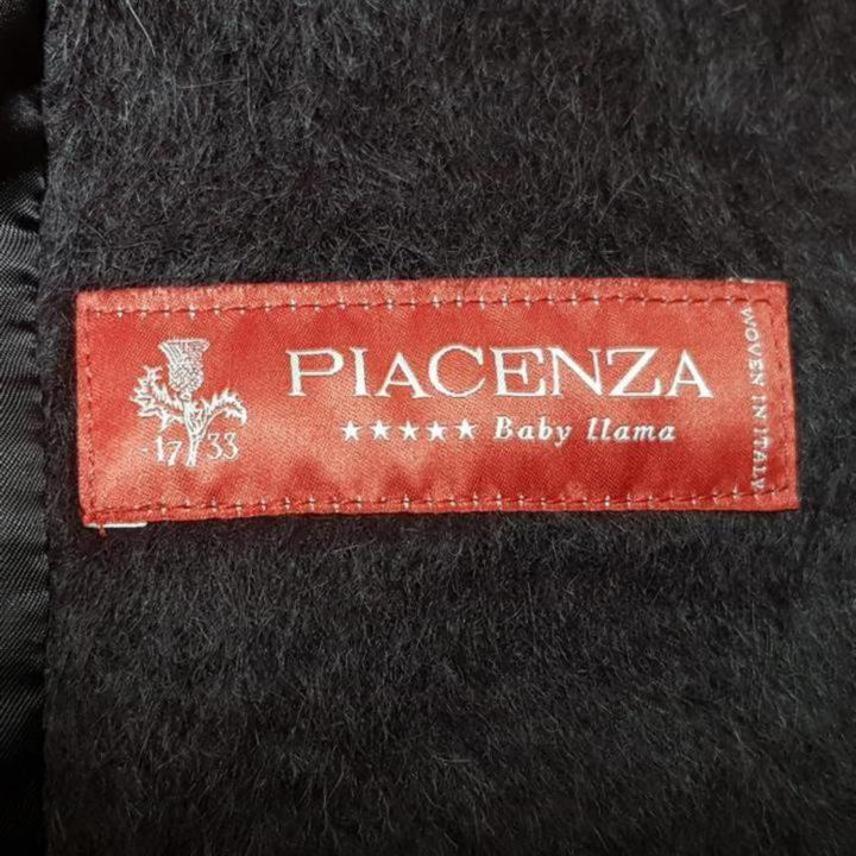 PIACENZA
★★★★★ Baby llama
-1733
WOVEN IN ITALY